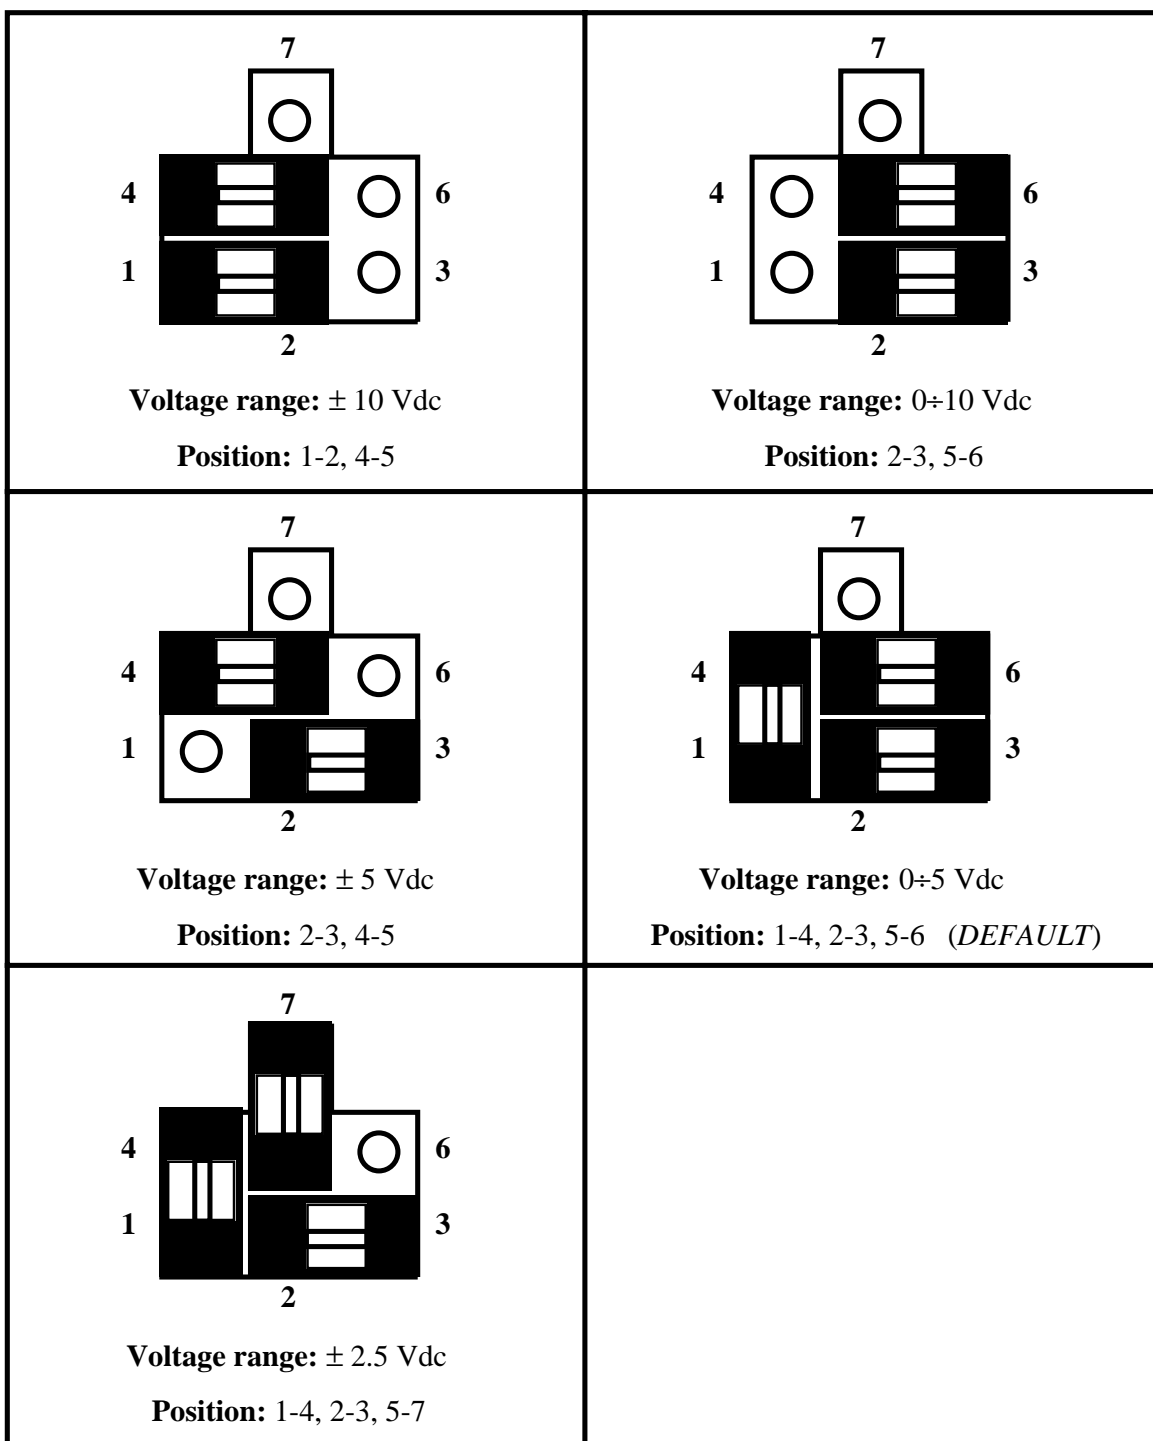 7
4 6
1 3
2
Voltage range: ± 10 Vdc
Position: 1-2, 4-5
7
4 6
1 3
2
Voltage range: 0÷10 Vdc
Position: 2-3, 5-6
7
4 6
1 3
2
Voltage range: ± 5 Vdc
Position: 2-3, 4-5
7
4 6
1 3
2
Voltage range: 0÷5 Vdc
Position: 1-4, 2-3, 5-6 (DEFAULT)
7
4 6
1 3
2
Voltage range: ± 2.5 Vdc
Position: 1-4, 2-3, 5-7